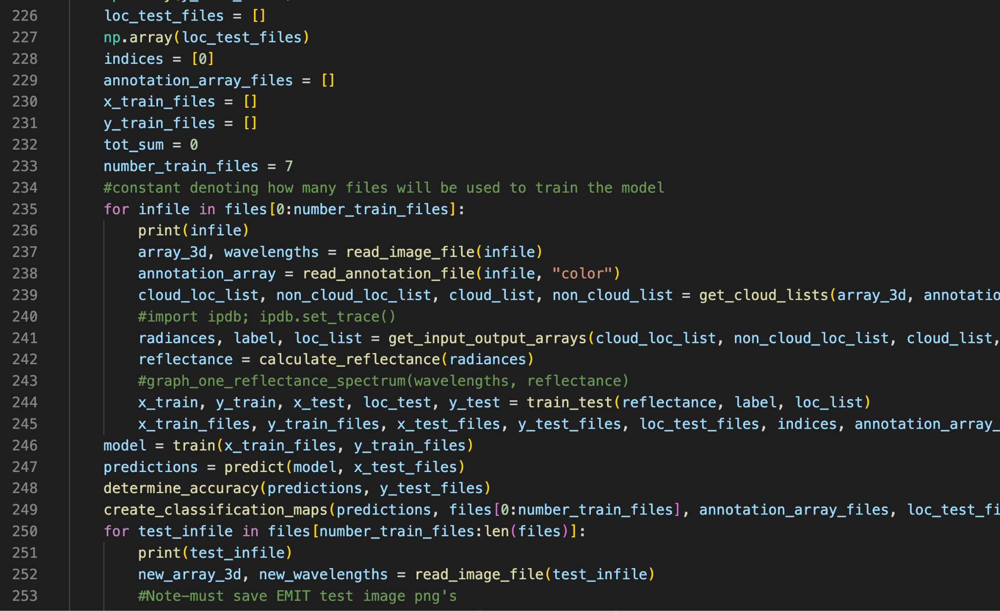 226 loc_test_files = []
227 np.array(loc_test_files)
228 indices = [0]
229 annotation_array_files = []
230 x_train_files = []
231 y_train_files = []
232 tot_sum = 0
233 number_train_files = 7
234 #constant denoting how many files will be used to train the model
235 for infile in files[0:number_train_files]:
236 print(infile)
237 array_3d, wavelengths = read_image_file(infile)
238 annotation_array = read_annotation_file(infile, "color")
239 cloud_loc_list, non_cloud_loc_list, cloud_list, non_cloud_list = get_cloud_lists(array_3d, annotatio
240 #import ipdb; ipdb.set_trace()
241 radiances, label, loc_list = get_input_output_arrays(cloud_loc_list, non_cloud_loc_list, cloud_list,
242 reflectance = calculate_reflectance(radiances)
243 #graph_one_reflectance_spectrum(wavelengths, reflectance)
244 x_train, y_train, x_test, loc_test, y_test = train_test(reflectance, label, loc_list)
245 x_train_files, y_train_files, x_test_files, y_test_files, loc_test_files, indices, annotation_array_
246 model = train(x_train_files, y_train_files)
247 predictions = predict(model, x_test_files)
248 determine_accuracy(predictions, y_test_files)
249 create_classification_maps(predictions, files[0:number_train_files], annotation_array_files, loc_test_fi
250 for test_infile in files[number_train_files:len(files)]:
251 print(test_infile)
252 new_array_3d, new_wavelengths = read_image_file(test_infile)
253 #Note-must save EMIT test image png's